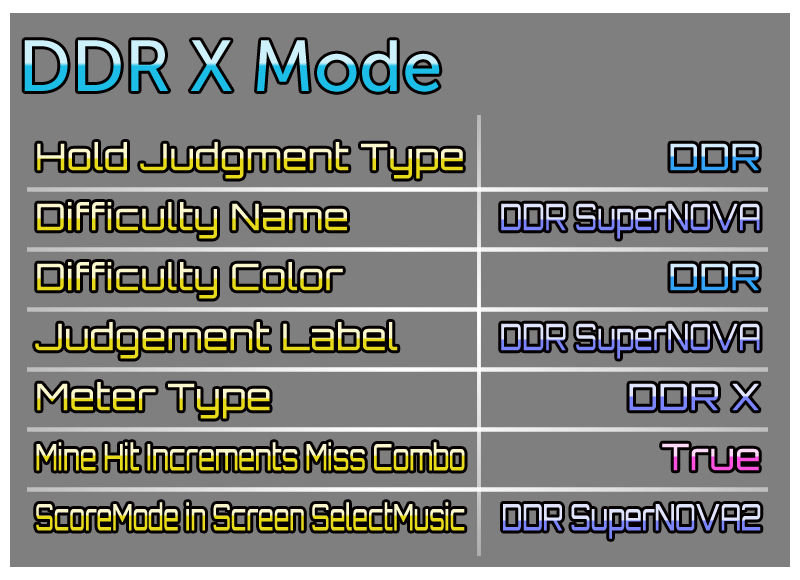 DDR X Mode
Hold Judgment Type DDR
Difficulty Name DDR SuperNOVA
Difficulty Color DDR
Judgement Label DDR SuperNOVA
Meter Type DDR X
Mine Hit Increments Miss Combo True
ScoreMode in Screen SelectMusic DDR SuperNOVA2